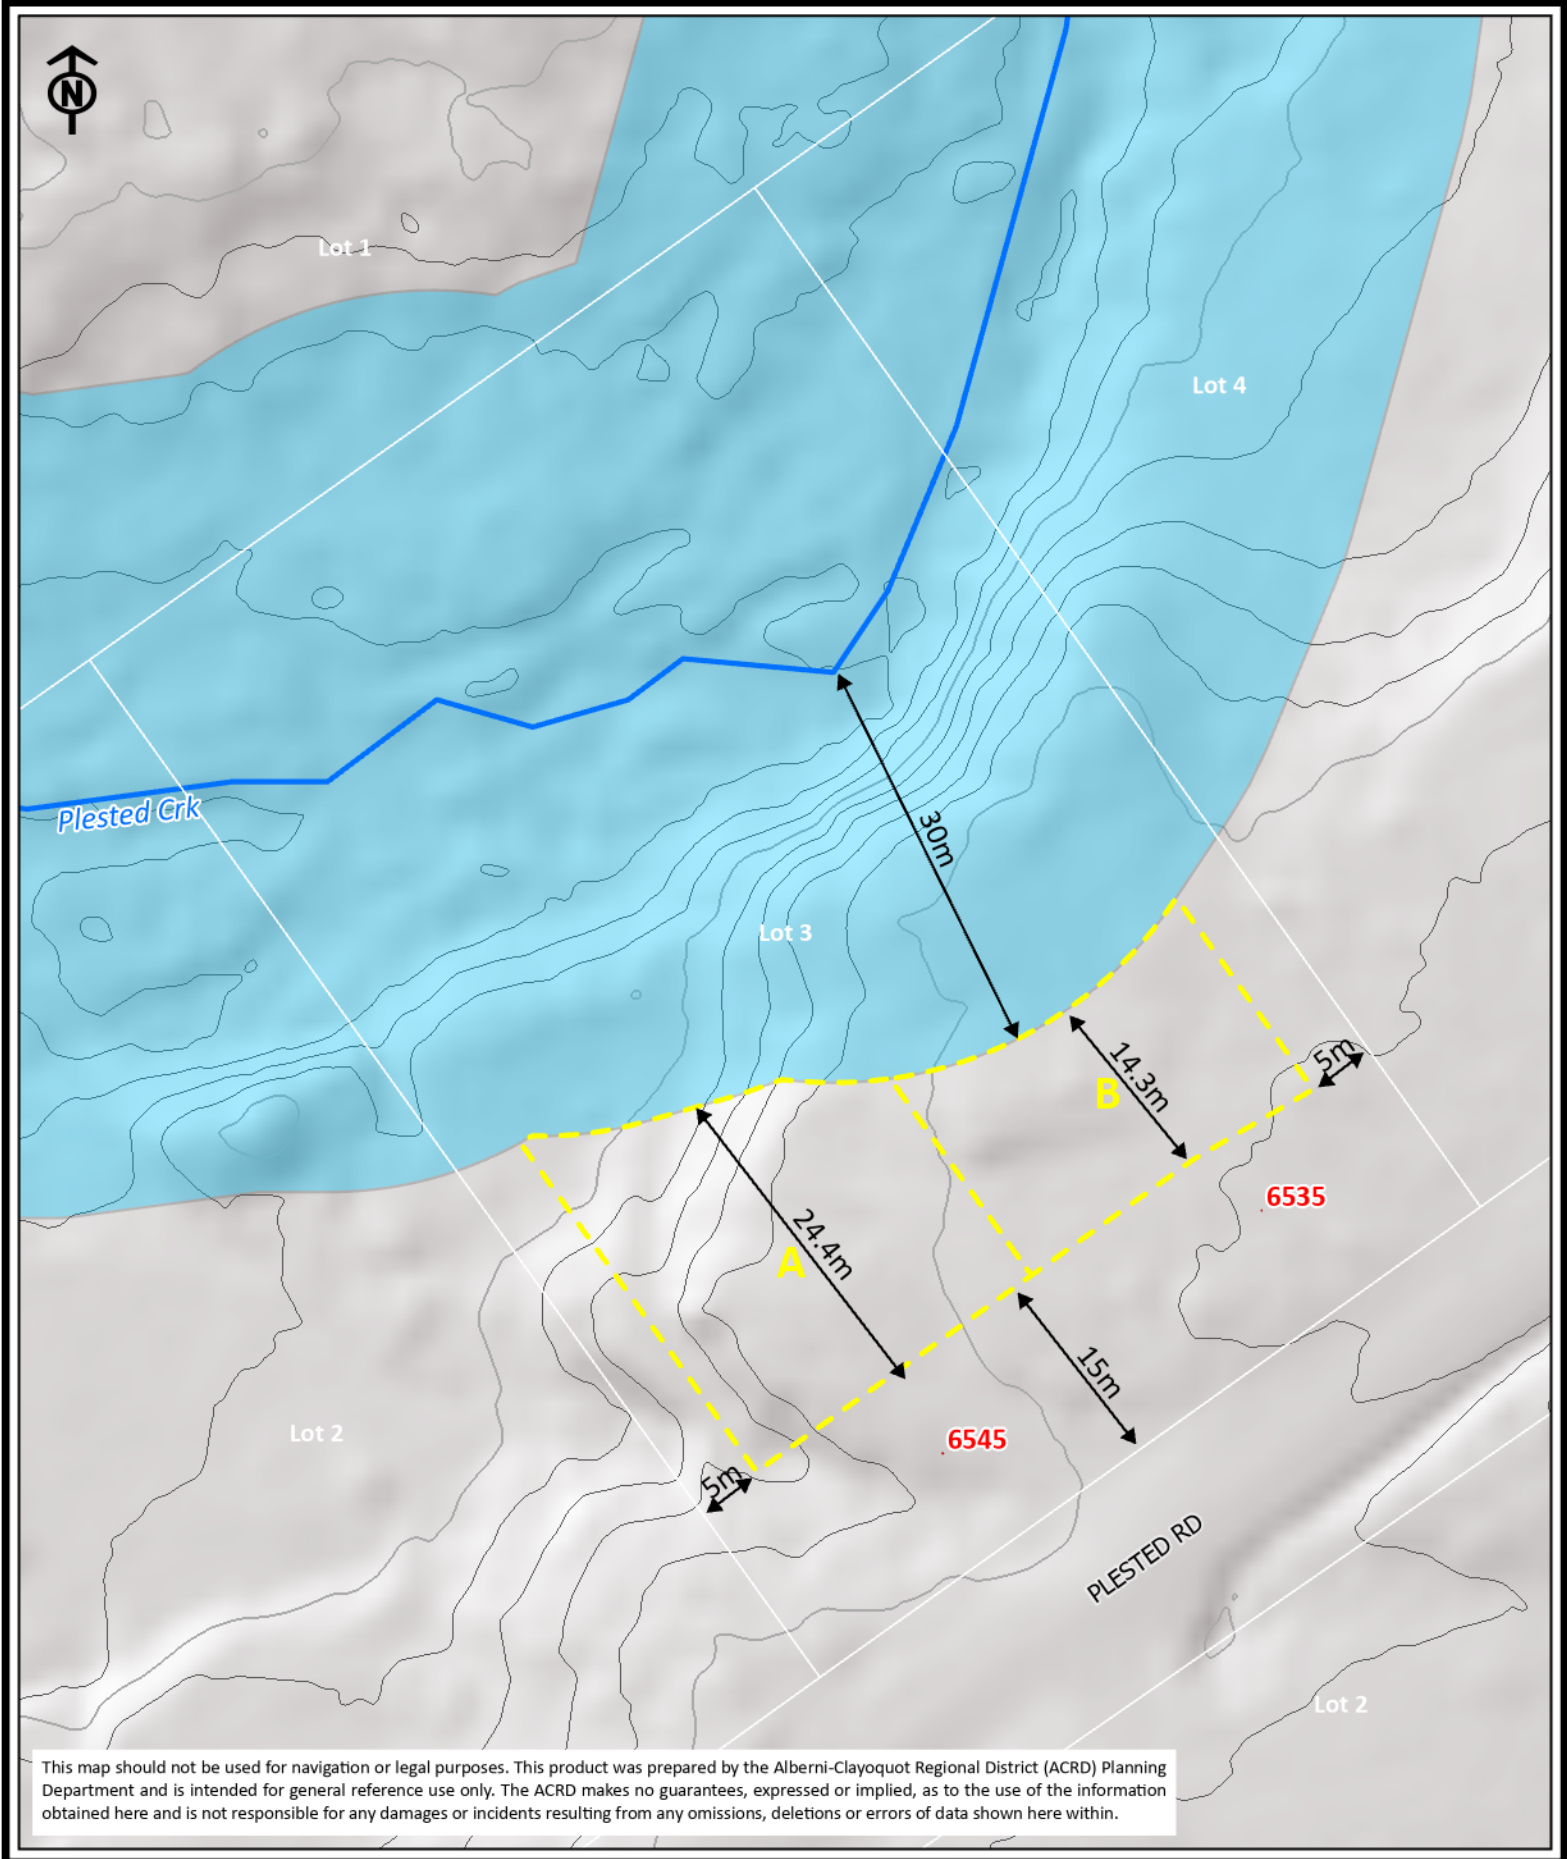 N
Lot 1
Lot 4
Plested Crk
30m
Lot 3
5m
14.3m
B
6535
24.4m
A
15m
Lot 2
6545
5m
PLESTED RD
Lot 2
This map should not be used for navigation or legal purposes. This product was prepared by the Alberni-Clayoquot Regional District (ACRD) Planning
Department and is intended for general reference use only. The ACRD makes no guarantees, expressed or implied, as to the use of the information
obtained here and is not responsible for any damages or incidents resulting from any omissions, deletions or errors of data shown here within.